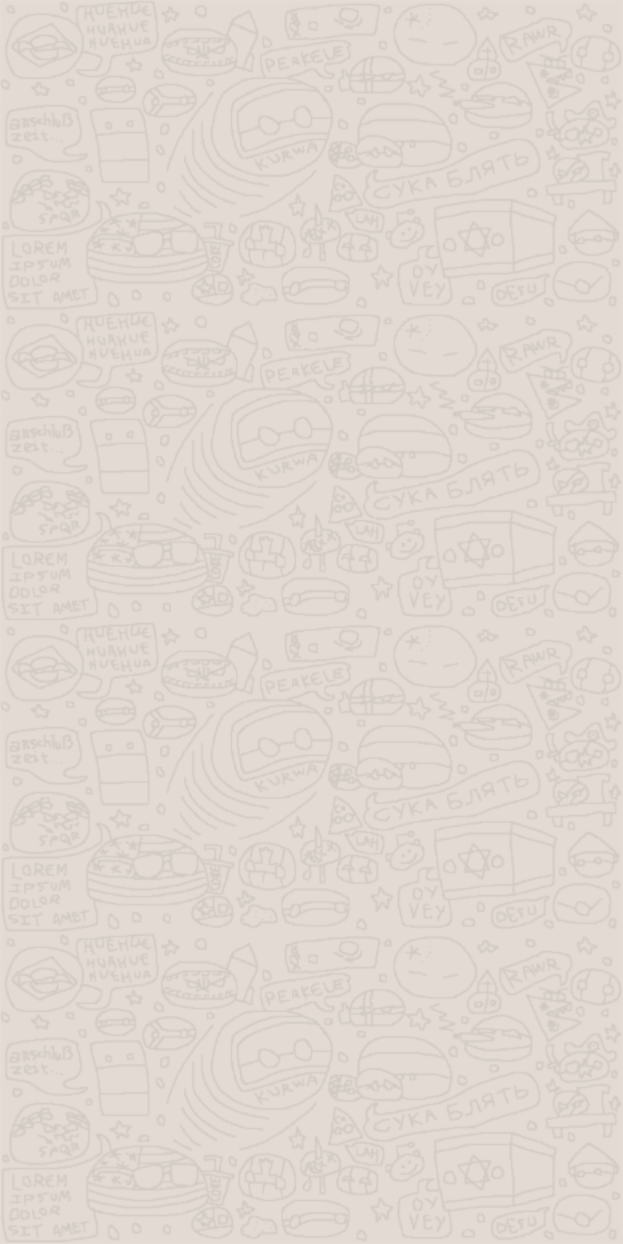 HUEHUE
HUAHUE
HUEHUA
PERKELE
RAWR
anschluß
zeit...
KURWA
СУКА БЛЯТЬ
SPQR
LAH
LOREM
IPSUM
DOLOR
SIT AMET
OY
VEY
DESU
HUEHUE
HUAHUE
HUEHUA
PERKELE
RAWR
anschluß
zeit...
KURWA
СУКА БЛЯТЬ
SPQR
LAH
LOREM
IPSUM
DOLOR
SIT AMET
OY
VEY
DESU
HUEHUE
HUAHUE
HUEHUA
PERKELE
RAWR
anschluß
zeit...
KURWA
СУКА БЛЯТЬ
SPQR
LAH
LOREM
IPSUM
DOLOR
SIT AMET
OY
VEY
DESU
HUEHUE
HUAHUE
HUEHUA
PERKELE
RAWR
anschluß
zeit...
KURWA
СУКА БЛЯТЬ
SPQR
LAH
LOREM
IPSUM
DOLOR
SIT AMET
OY
VEY
DESU